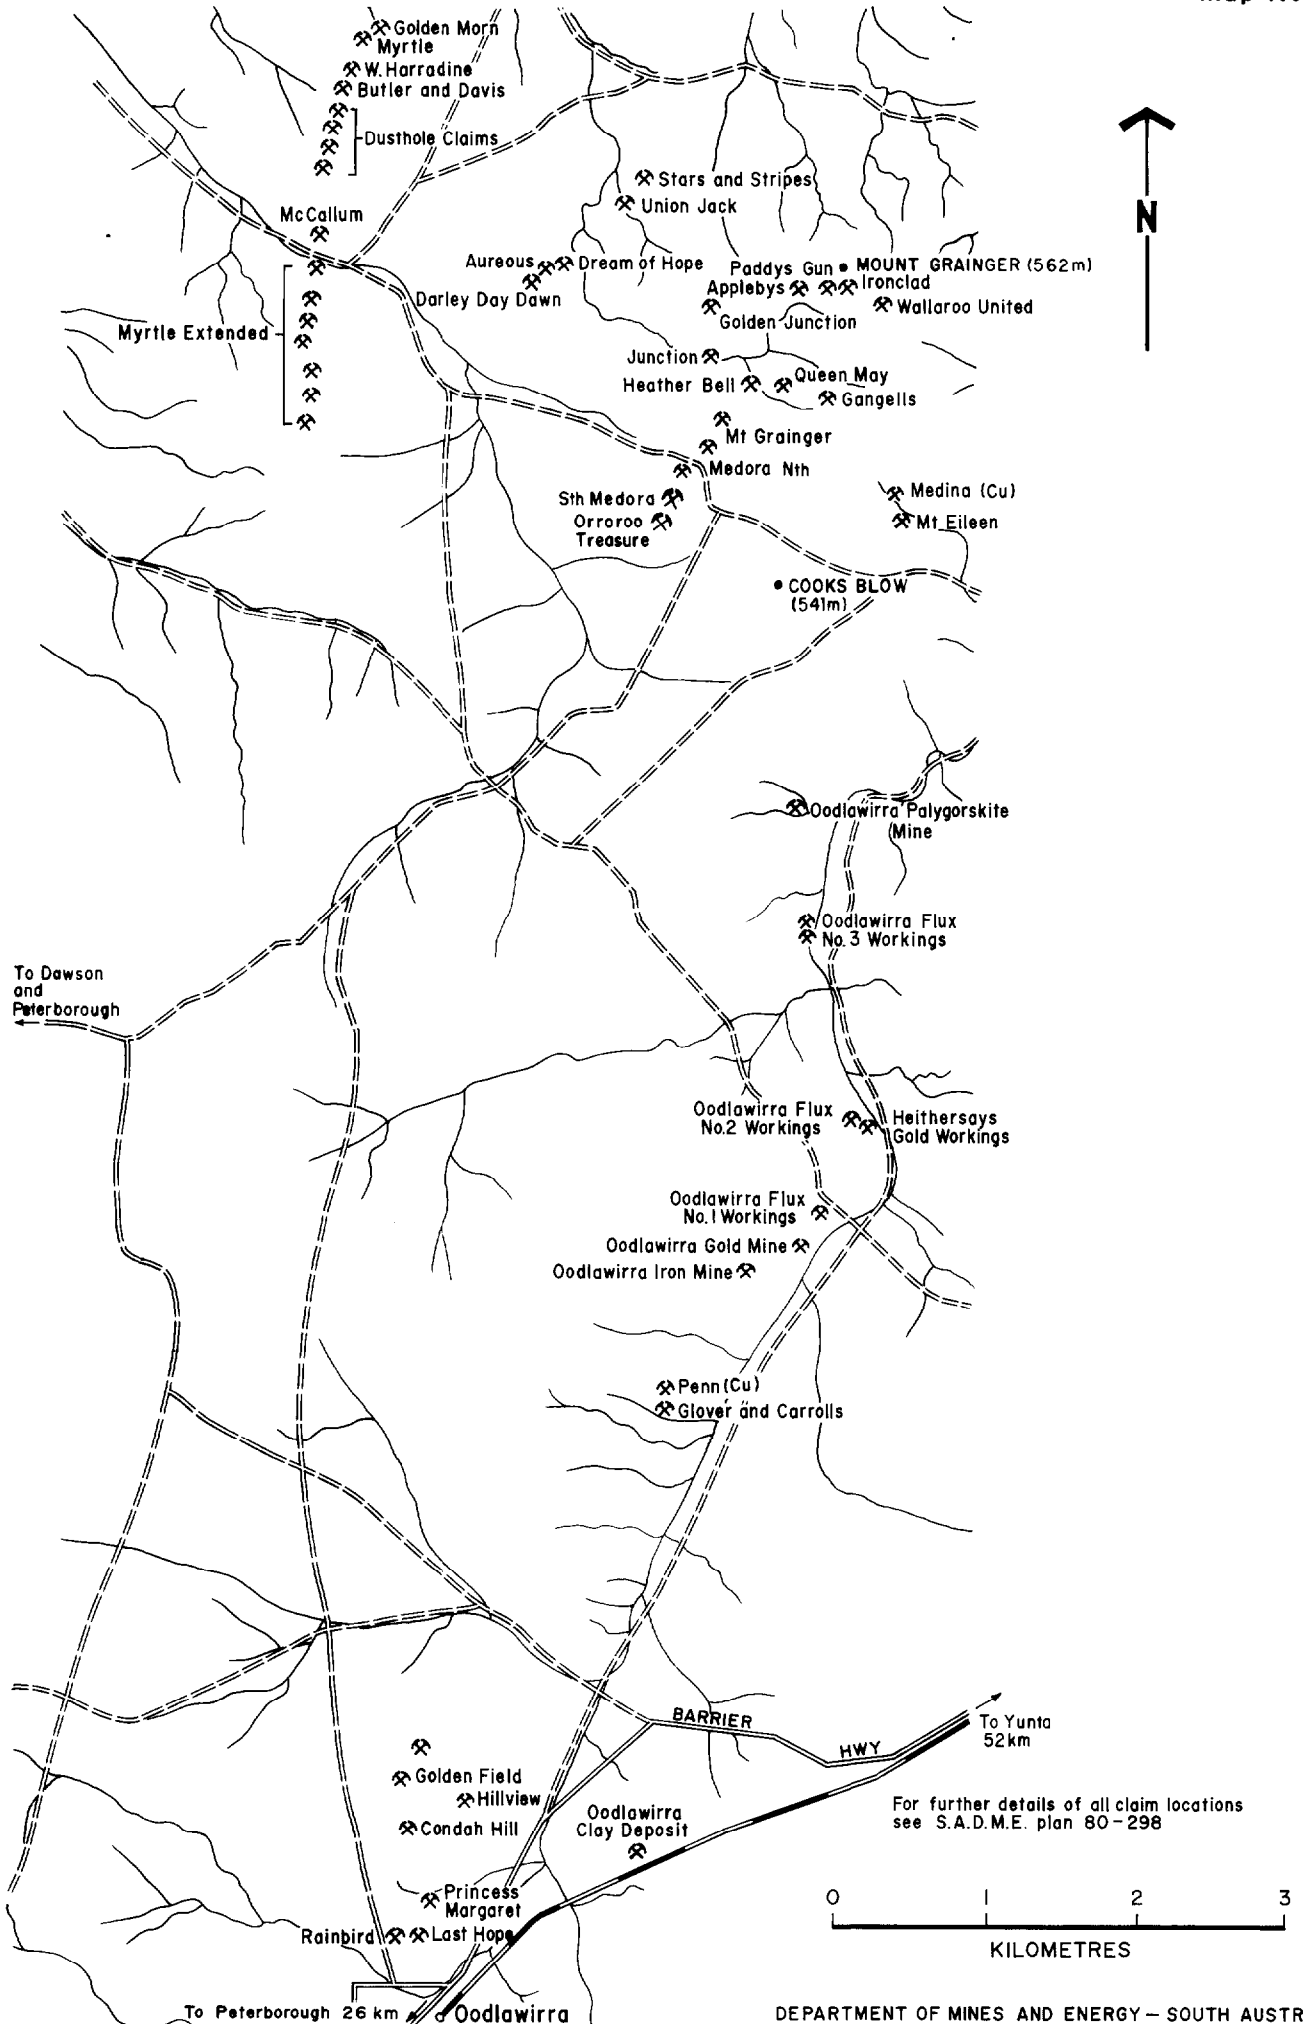 Golden Morn
Myrtle
W. Harradine
Butler and Davis
Dusthole Claims
Stars and Stripes
Union Jack
McCallum
Aureous
Dream of Hope
Darley Day Dawn
Paddys Gun
MOUNT GRAINGER (562m)
Applebys
Ironclad
Wallaroo United
Golden Junction
Myrtle Extended
Junction
Heather Bell
Queen May
Gangells
Mt Grainger
Medora Nth
Sth Medora
Orroroo
Treasure
Medina (Cu)
Mt Eileen
COOKS BLOW
(541m)
Oodlawirra Palygorskite
Mine
Oodlawirra Flux
No. 3 Workings
To Dawson
and
Peterborough
Oodlawirra Flux
No.2 Workings
Heithersays
Gold Workings
Oodlawirra Flux
No.1 Workings
Oodlawirra Gold Mine
Oodlawirra Iron Mine
Penn (Cu)
Glover and Carrolls
BARRIER
HWY
To Yunta
52km
Golden Field
Hillview
Condah Hill
Oodlawirra
Clay Deposit
For further details of all claim locations
see S.A.D.M.E. plan 80-298
Princess
Margaret
Rainbird
Last Hope
0 1 2 3
KILOMETRES
To Peterborough 26 km
Oodlawirra
DEPARTMENT OF MINES AND ENERGY — SOUTH AUSTR
N